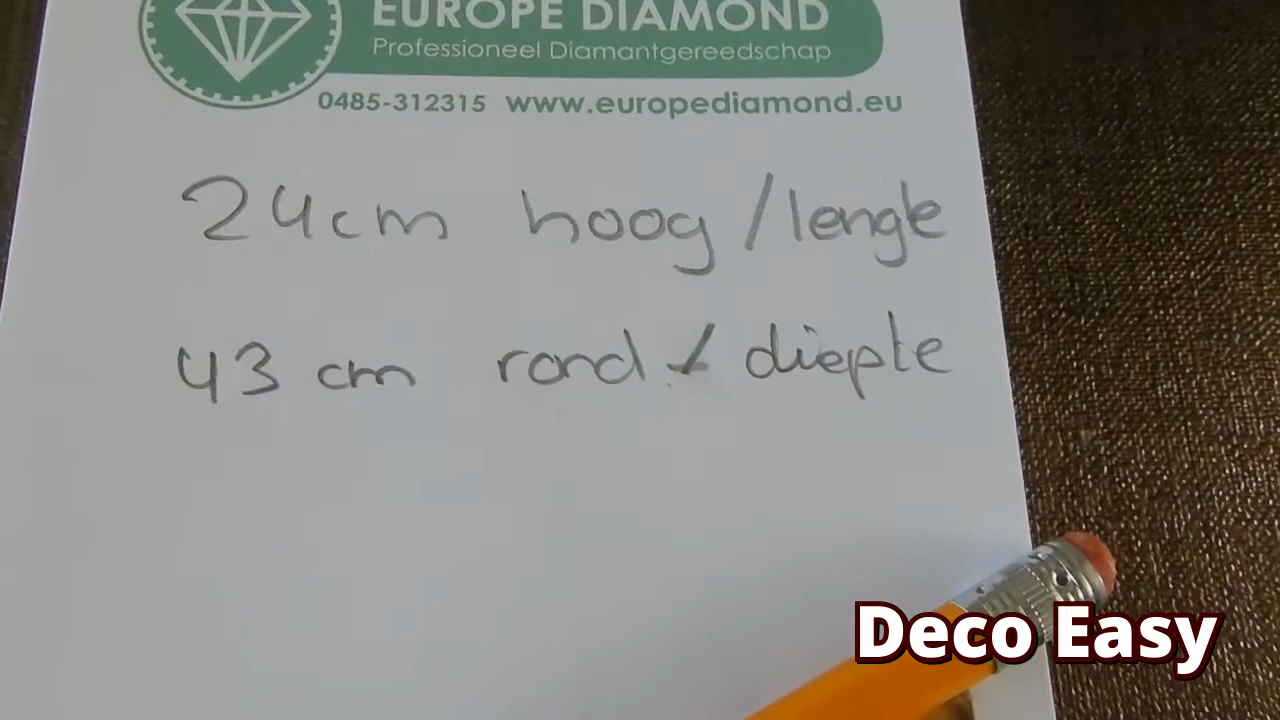 EUROPE DIAMOND
Professioneel Diamantgereedschap
0485-312315 www.europediamond.eu
24cm hoog / lengte
43 cm rond / diepte
Deco Easy